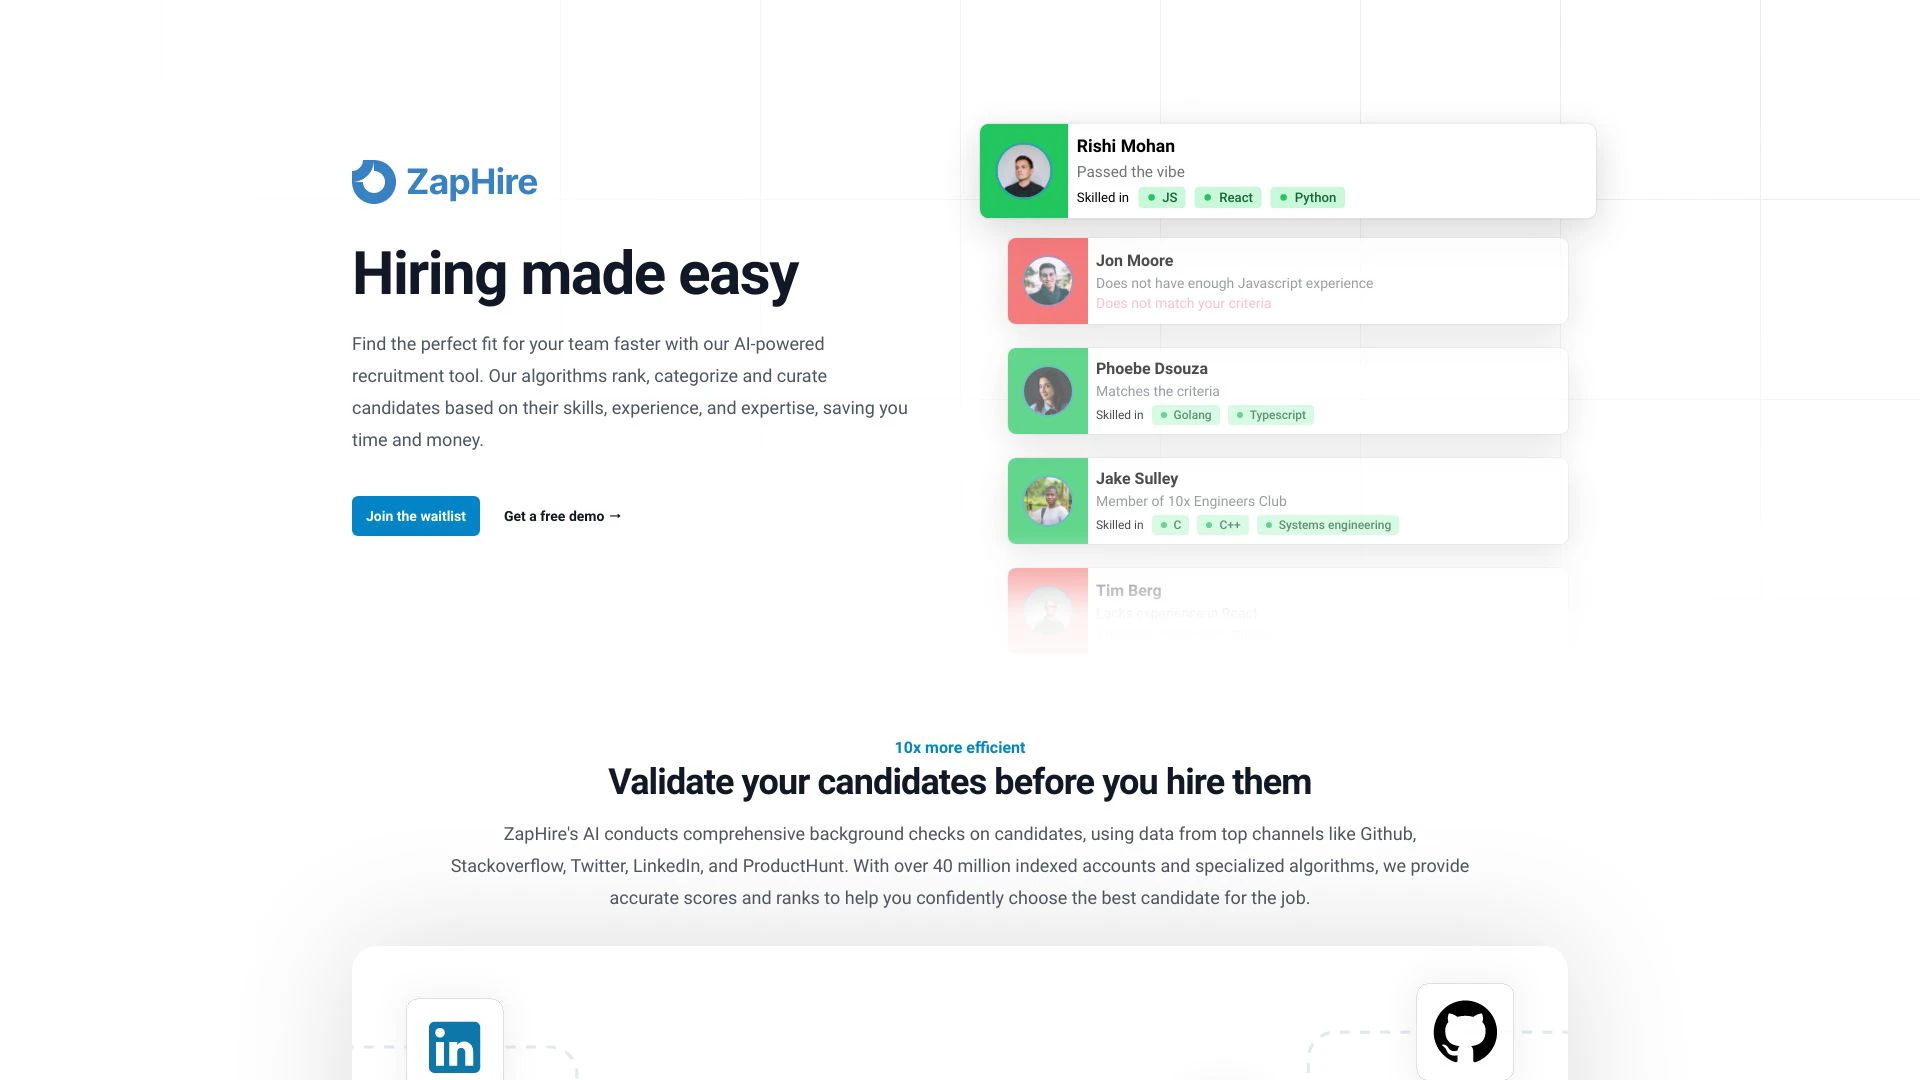 ZapHire
Hiring made easy
Find the perfect fit for your team faster with our AI-powered
recruitment tool. Our algorithms rank, categorize and curate
candidates based on their skills, experience, and expertise, saving you
time and money.
Join the waitlist
Get a free demo →
Rishi Mohan
Passed the vibe
Skilled in JS React Python
Jon Moore
Does not have enough Javascript experience
Does not match your criteria
Phoebe Dsouza
Matches the criteria
Skilled in Golang Typescript
Jake Sulley
Member of 10x Engineers Club
Skilled in C C++ Systems engineering
Tim Berg
Lacks experience in React
10x more efficient
Validate your candidates before you hire them
ZapHire's AI conducts comprehensive background checks on candidates, using data from top channels like Github,
Stackoverflow, Twitter, LinkedIn, and ProductHunt. With over 40 million indexed accounts and specialized algorithms, we provide
accurate scores and ranks to help you confidently choose the best candidate for the job.
in